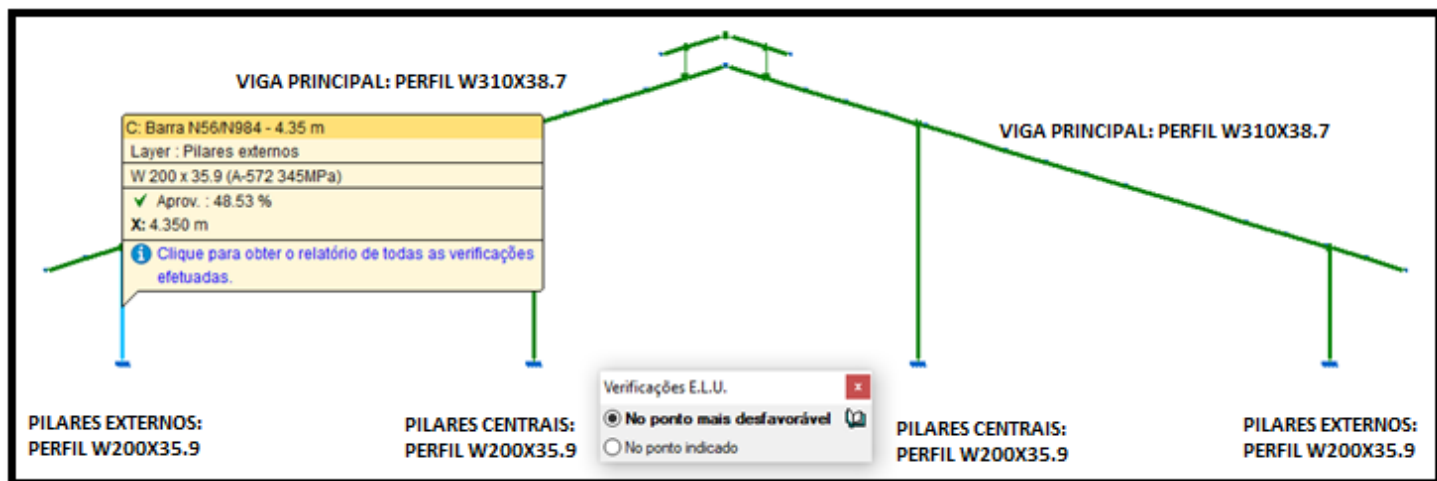 VIGA PRINCIPAL: PERFIL W310X38.7
C: Barra N56/N984 - 4.35 m
Layer : Pilares externos
W 200 x 35.9 (A-572 345MPa)
✓ Aprov. : 48.53 %
X: 4.350 m
i Clique para obter o relatório de todas as verificações
efetuadas.
VIGA PRINCIPAL: PERFIL W310X38.7
Verificações E.L.U. x
No ponto mais desfavorável
No ponto indicado
PILARES EXTERNOS:
PERFIL W200X35.9
PILARES CENTRAIS:
PERFIL W200X35.9
PILARES CENTRAIS:
PERFIL W200X35.9
PILARES EXTERNOS:
PERFIL W200X35.9